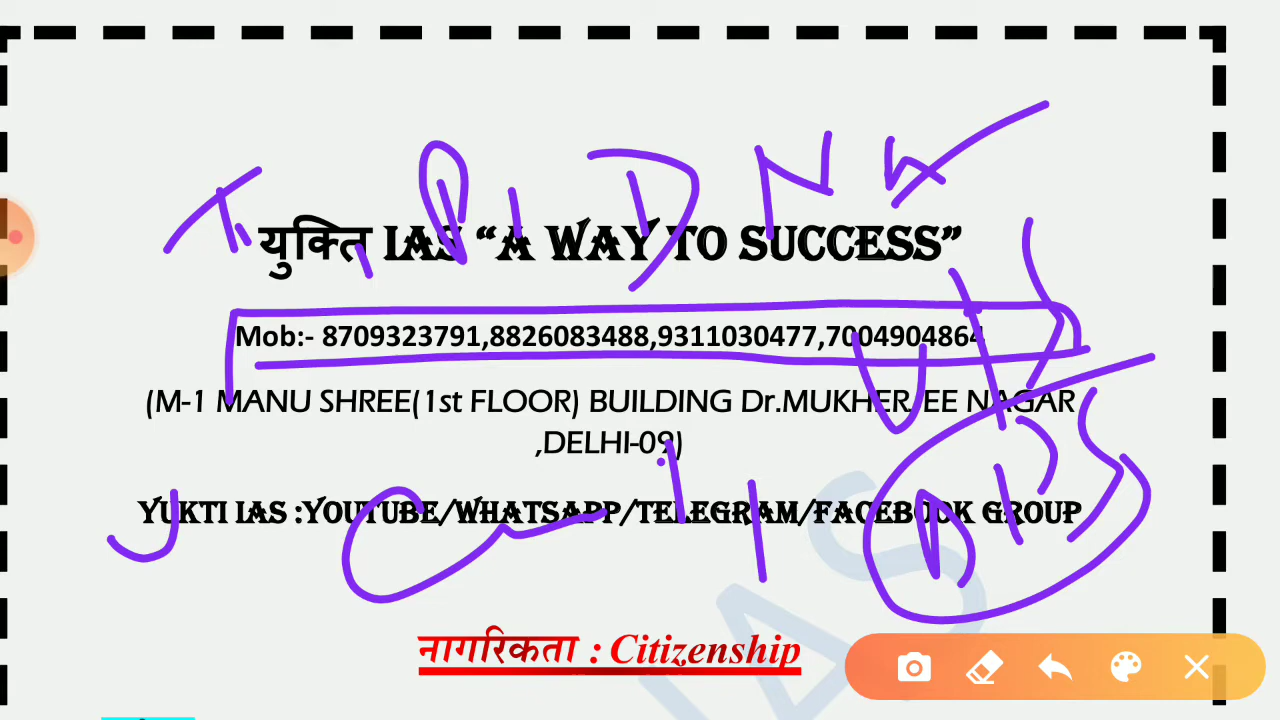 युक्ति IAS “A WAY TO SUCCESS”
Mob:- 8709323791,8826083488,9311030477,7004904864
(M-1 MANU SHREE(1st FLOOR) BUILDING Dr.MUKHERJEE NAGAR
,DELHI-09)
YUKTI IAS :YOUTUBE/WHATSAPP/TELEGRAM/FACEBOOK GROUP
IAS
नागरिकता : Citizenship